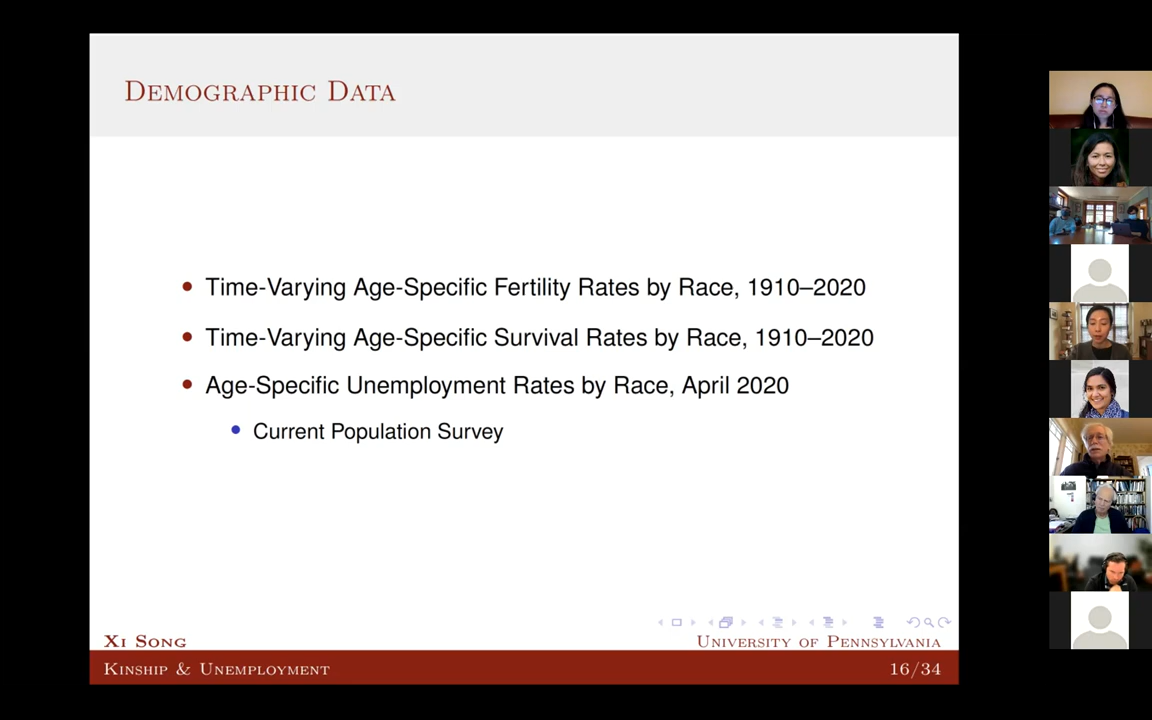 Demographic Data
Time-Varying Age-Specific Fertility Rates by Race, 1910–2020
Time-Varying Age-Specific Survival Rates by Race, 1910–2020
Age-Specific Unemployment Rates by Race, April 2020
Current Population Survey
Xi Song
University of Pennsylvania
Kinship & Unemployment
16/34